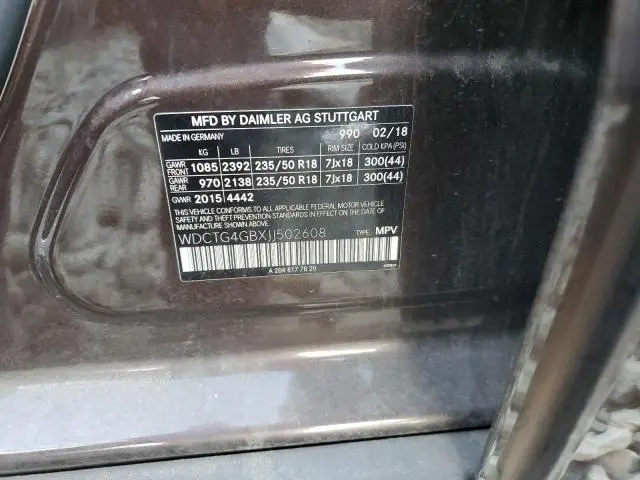 MFD BY DAIMLER AG STUTTGART
MADE IN GERMANY 990 02/18
KG LB TIRES RIM SIZE COLD KPA (PSI)
GAWR FRONT 1085 2392 235/50 R18 7Jx18 300(44)
GAWR REAR 970 2138 235/50 R18 7Jx18 300(44)
GVWR 2015 4442
THIS VEHICLE CONFORMS TO ALL APPLICABLE FEDERAL MOTOR VEHICLE
SAFETY AND THEFT PREVENTION STANDARDS IN EFFECT
ON THE DATE OF MANUFACTURE SHOWN ABOVE.
WDCTG4GBXJJ502608 TYPE: MPV
A 204 817 78 20